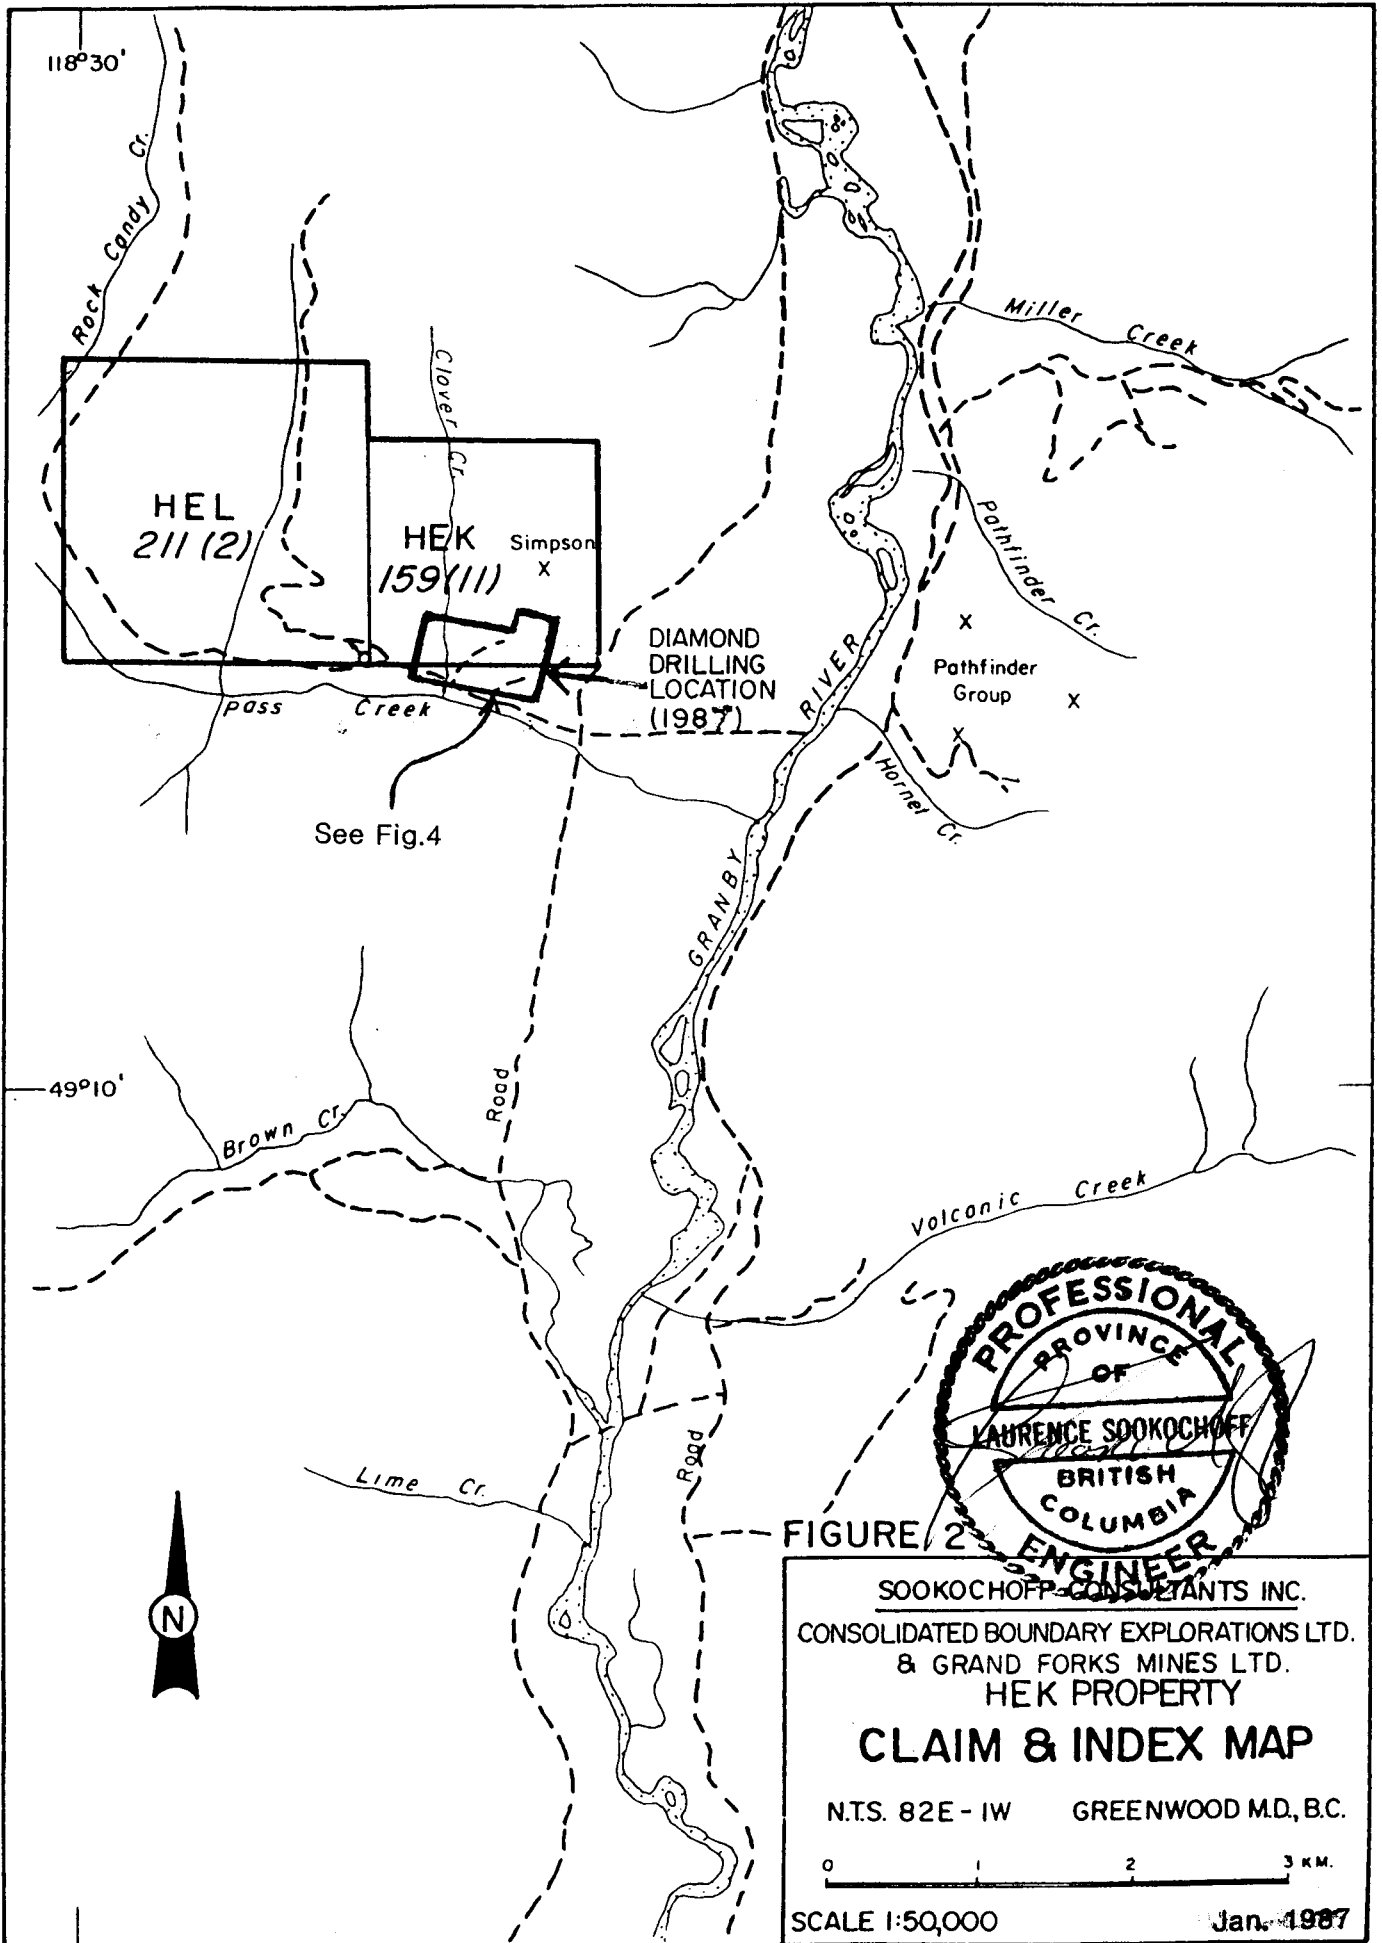 118°30'
Rock Candy Cr.
Miller Creek
Clover Cr.
HEL
211 (2)
HEK
159 (11)
Simpson
X
Pathfinder Cr.
X
Pathfinder
Group
X
X
DIAMOND
DRILLING
LOCATION
(1987)
Pass Creek
See Fig.4
GRANBY RIVER
Hornet Cr.
49°10'
Road
Brown Cr.
Volcanic Creek
Road
Lime Cr.
N
PROFESSIONAL
PROVINCE
OF
LAURENCE SOOKOCHOFF
BRITISH
COLUMBIA
ENGINEER
FIGURE 2
SOOKOCHOFF CONSULTANTS INC.
CONSOLIDATED BOUNDARY EXPLORATIONS LTD.
& GRAND FORKS MINES LTD.
HEK PROPERTY
CLAIM & INDEX MAP
N.T.S. 82E-1W GREENWOOD M.D., B.C.
0 1 2 3 KM.
SCALE 1:50,000 Jan. 1987